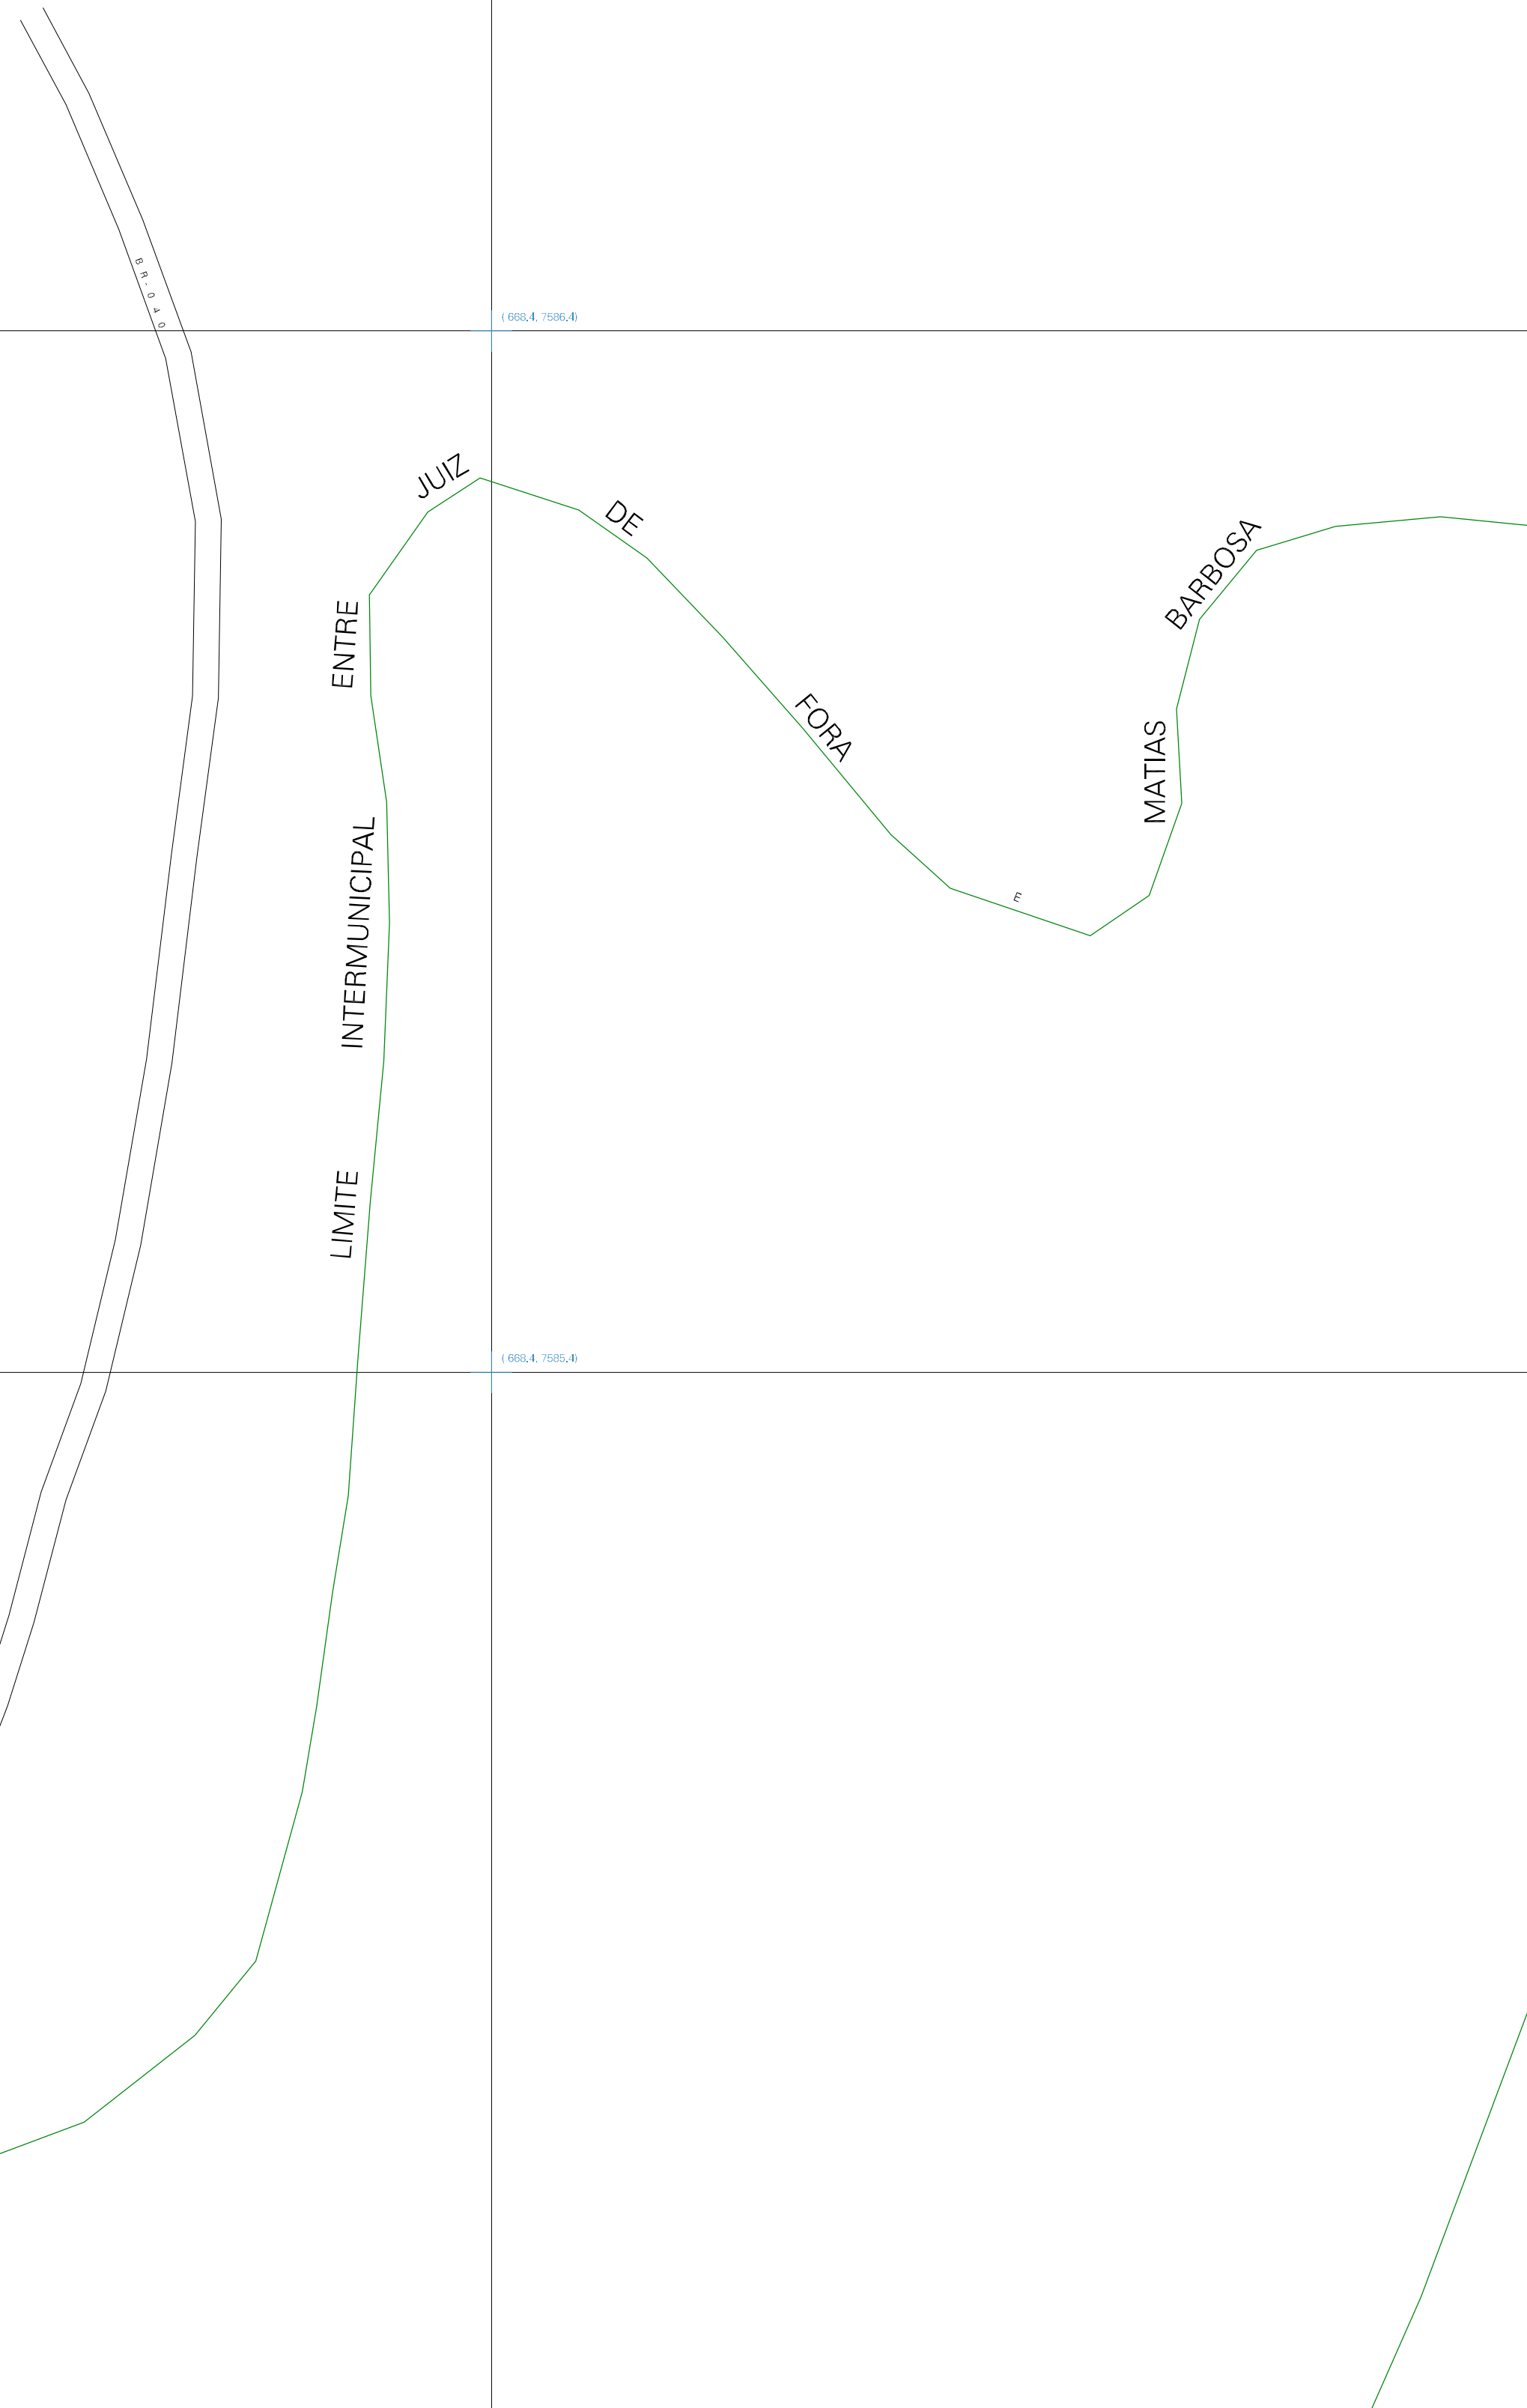 BR-040
( 668.4, 7586.4)
LIMITE INTERMUNICIPAL ENTRE JUIZ DE FORA E MATIAS BARBOSA
( 668.4, 7585.4)